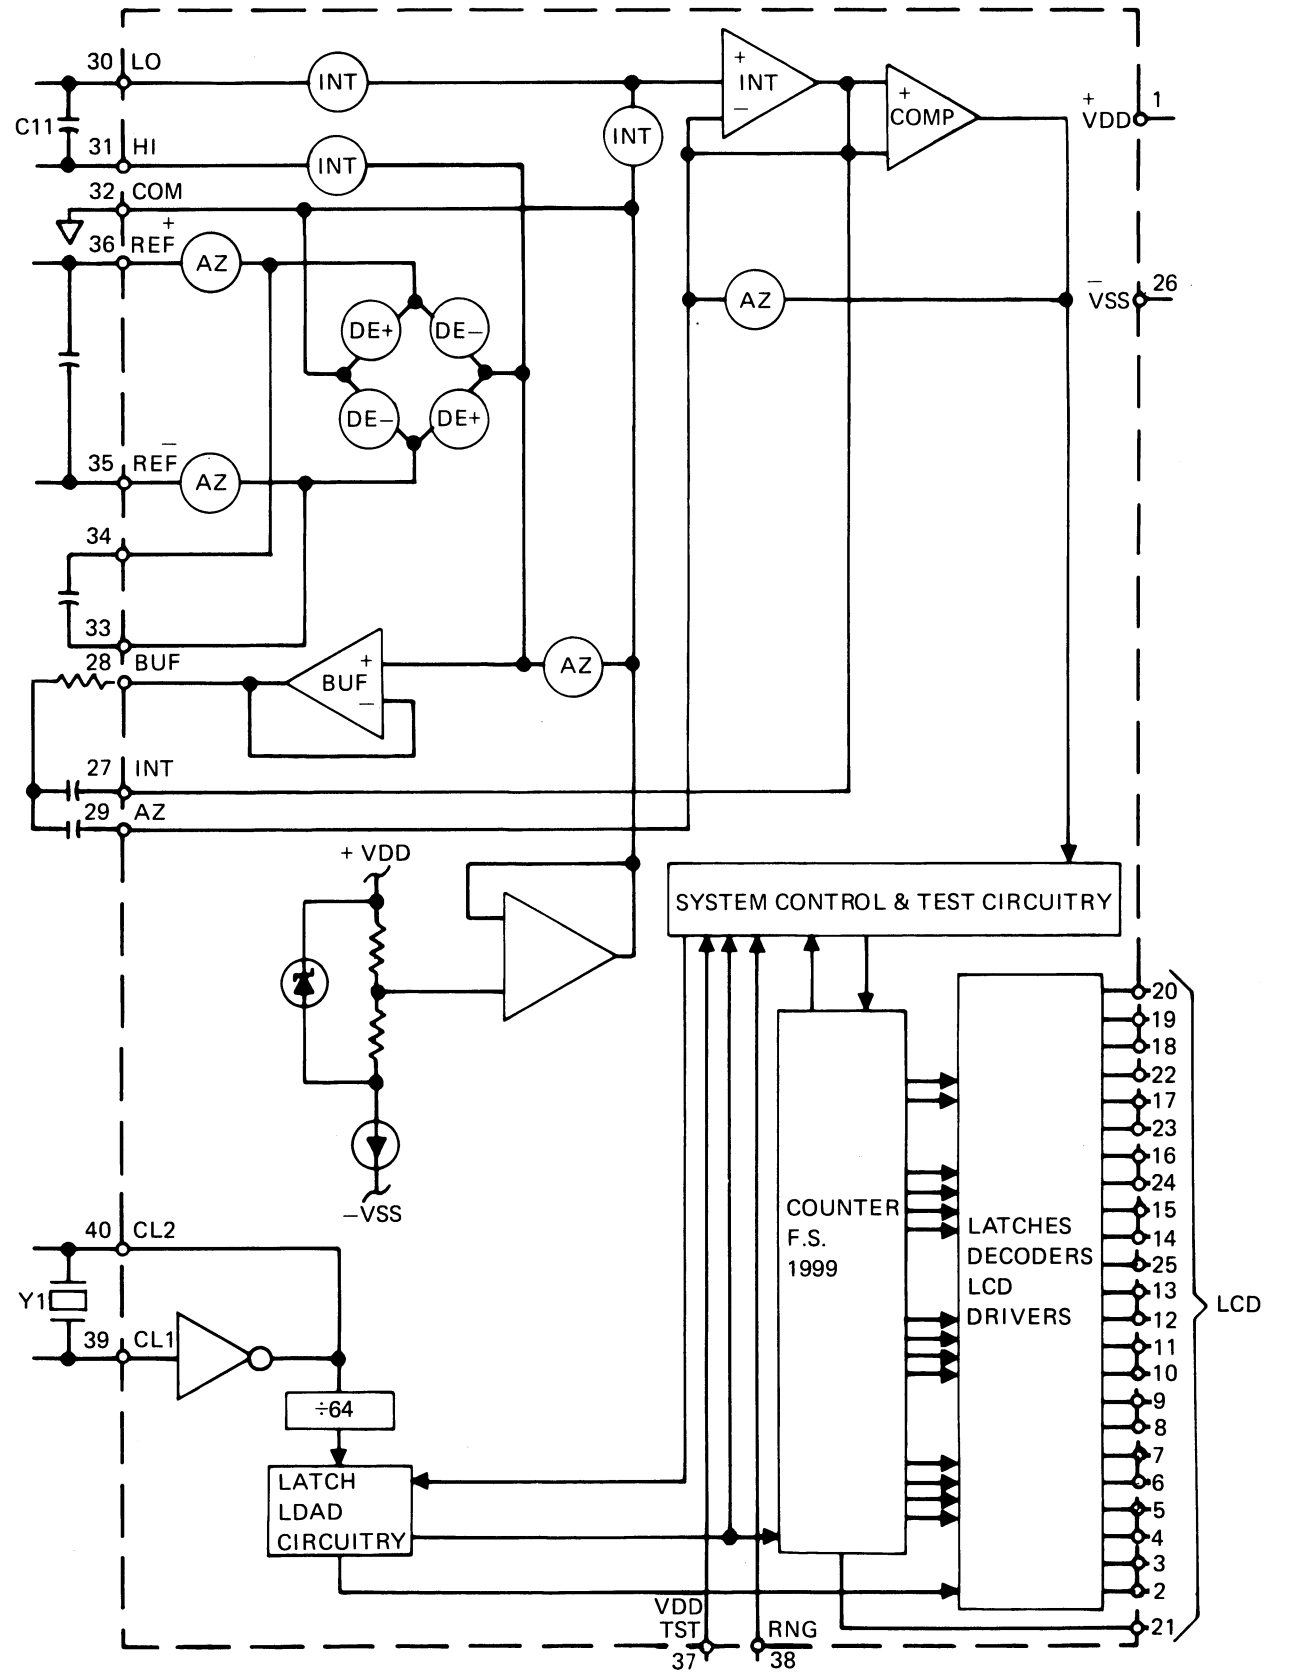 30 LO
INT
+
INT
−
+
COMP
+
VDD
1
C11
31 HI
INT
INT
32 COM
+
36 REF
AZ
−
VSS
26
AZ
DE+
DE−
DE−
DE+
−
35 REF
AZ
34
33
28 BUF
+
BUF
−
AZ
27 INT
29 AZ
+ VDD
SYSTEM CONTROL & TEST CIRCUITRY
−VSS
20
19
18
22
17
23
16
24
15
14
25
13
12
11
10
9
8
7
6
5
4
3
2
21
LCD
COUNTER
F.S.
1999
LATCHES
DECODERS
LCD
DRIVERS
40 CL2
Y1
39 CL1
÷64
LATCH
LDAD
CIRCUITRY
VDD
TST
37
RNG
38